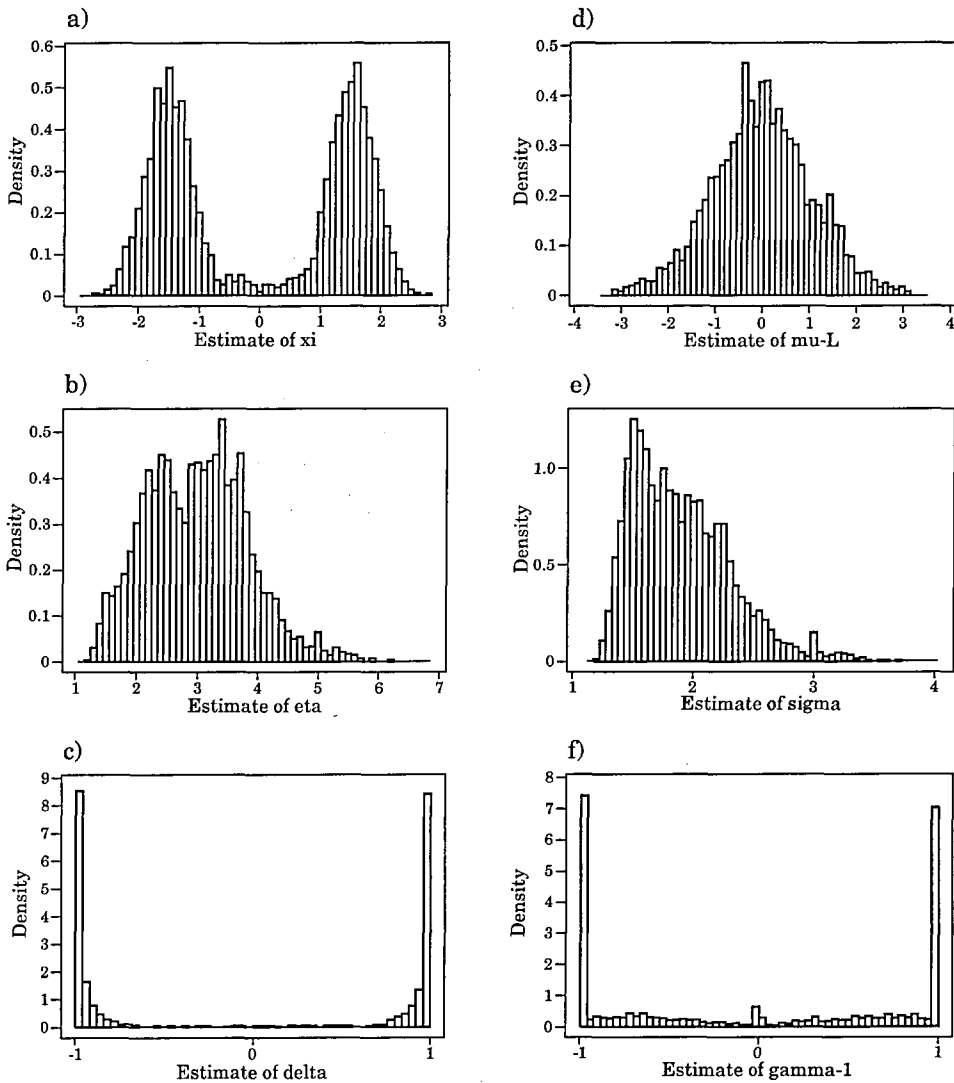 a)
0.6
0.5
0.4
0.3
0.2
0.1
0
Density
-3 -2 -1 0 1 2 3
Estimate of xi
d)
0.5
0.4
0.3
0.2
0.1
0
Density
-4 -3 -2 -1 0 1 2 3 4
Estimate of mu-L
b)
0.5
0.4
0.3
0.2
0.1
0
Density
1 2 3 4 5 6 7
Estimate of eta
e)
1.0
0.5
0
Density
1 2 3 4
Estimate of sigma
c)
9
8
7
6
5
4
3
2
1
0
Density
-1 0 1
Estimate of delta
f)
8
7
6
5
4
3
2
1
0
Density
-1 0 1
Estimate of gamma-1